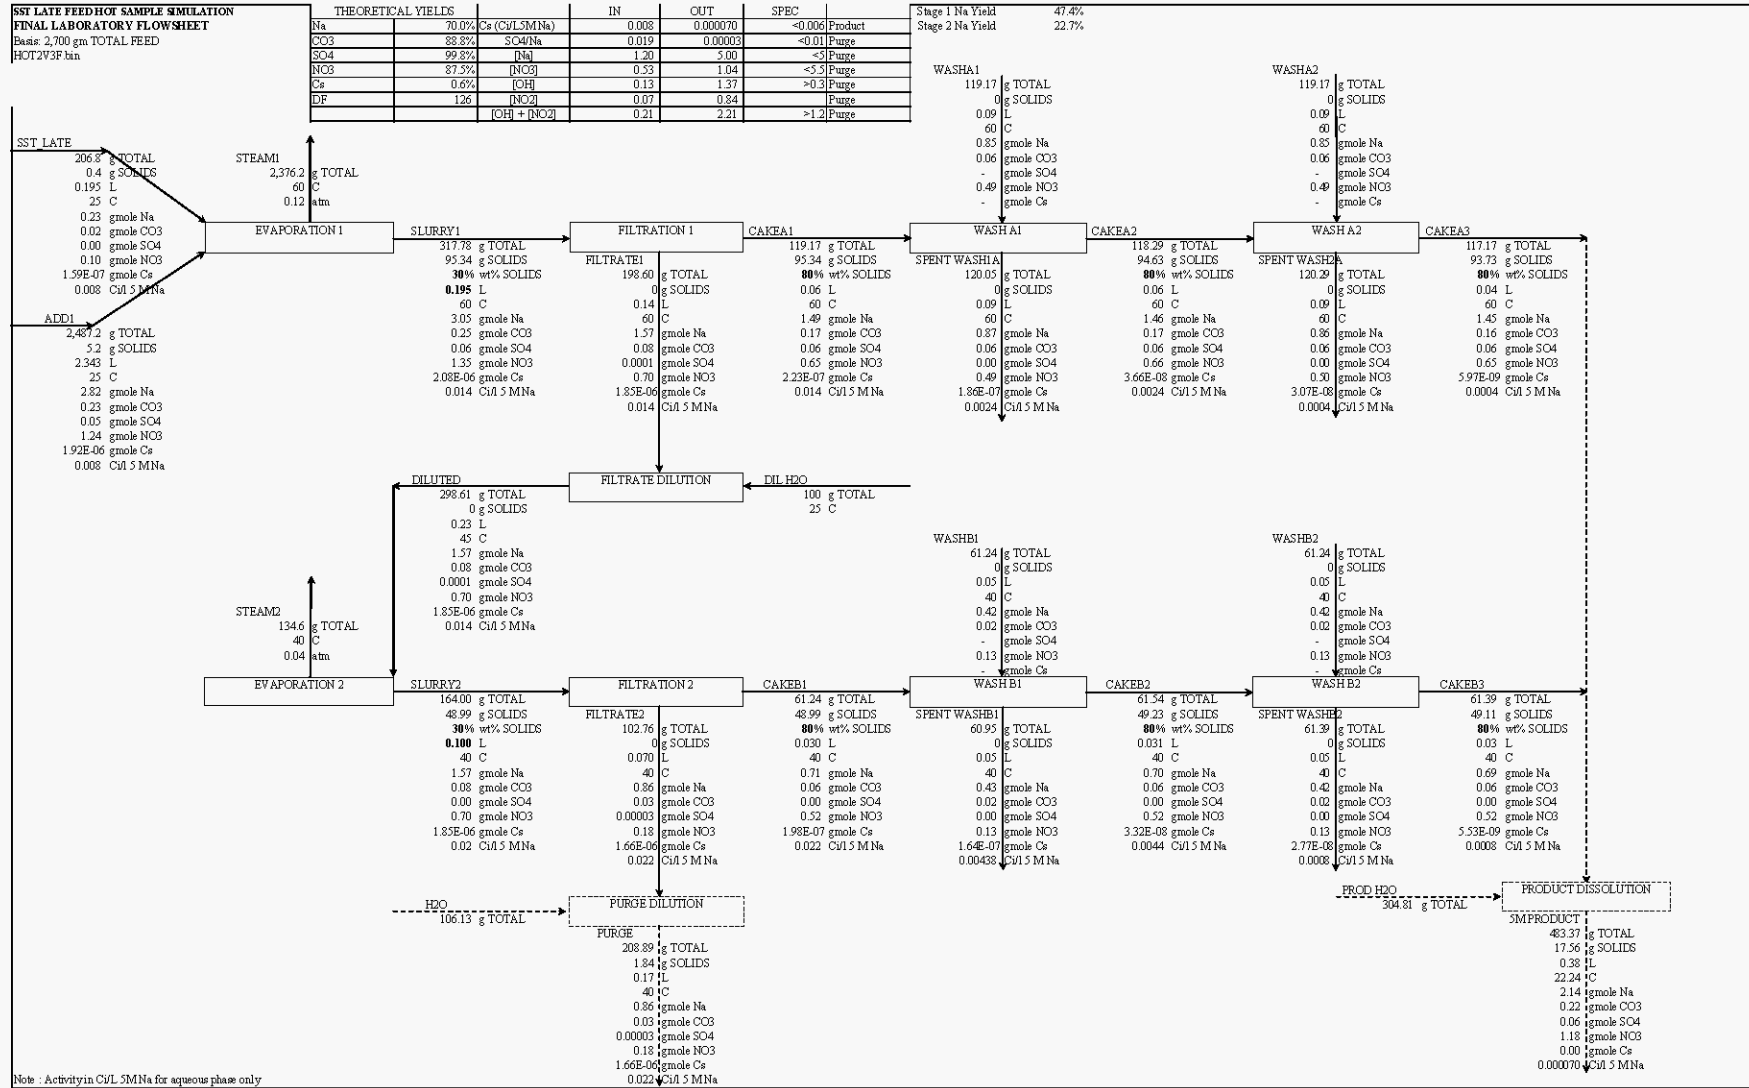 SST LATE FEED HOT SAMPLE SIMULATION
FINAL LABORATORY FLOWSHEET
Basis: 2,700 gm TOTAL FEED
HOT2V3F.bin
THEORETICAL YIELDS IN OUT SPEC
Na 70.0% Cs (Ci/L5M Na) 0.008 0.000070 <0.006 Product
CO3 88.8% SO4/Na 0.019 0.00003 <0.01 Purge
SO4 99.8% [Na] 1.20 5.00 <5 Purge
NO3 87.5% [NO3] 0.53 1.04 <5.5 Purge
Cs 0.6% [OH] 0.13 1.37 >0.3 Purge
DF 126 [NO2] 0.07 0.84 Purge
[OH] + [NO2] 0.21 2.21 >1.2 Purge
Stage 1 Na Yield 47.4%
Stage 2 Na Yield 22.7%
WASHA1
119.17 g TOTAL
0 g SOLIDS
0.09 L
60 C
0.85 gmole Na
0.06 gmole CO3
- gmole SO4
0.49 gmole NO3
- gmole Cs
WASHA2
119.17 g TOTAL
0 g SOLIDS
0.09 L
60 C
0.85 gmole Na
0.06 gmole CO3
- gmole SO4
0.49 gmole NO3
- gmole Cs
SST_LATE
206.8 g TOTAL
0.4 g SOLIDS
0.195 L
25 C
0.23 gmole Na
0.02 gmole CO3
0.00 gmole SO4
0.10 gmole NO3
1.59E-07 gmole Cs
0.008 Ci/L 5 M Na
STEAM1
2,376.2 g TOTAL
60 C
0.12 atm
ADD1
2,487.2 g TOTAL
5.2 g SOLIDS
2.343 L
25 C
2.82 gmole Na
0.23 gmole CO3
0.05 gmole SO4
1.24 gmole NO3
1.92E-06 gmole Cs
0.008 Ci/l 5 M Na
EVAPORATION 1
SLURRY1
317.78 g TOTAL
95.34 g SOLIDS
30% wt% SOLIDS
0.195 L
60 C
3.05 gmole Na
0.25 gmole CO3
0.06 gmole SO4
1.35 gmole NO3
2.08E-06 gmole Cs
0.014 Ci/l 5 M Na
FILTRATION 1
FILTRATE1
198.60 g TOTAL
0 g SOLIDS
0.14 L
60 C
1.57 gmole Na
0.08 gmole CO3
0.0001 gmole SO4
0.70 gmole NO3
1.85E-06 gmole Cs
0.014 Ci/l 5 M Na
CAKEA1
119.17 g TOTAL
95.34 g SOLIDS
80% wt% SOLIDS
0.06 L
60 C
1.49 gmole Na
0.17 gmole CO3
0.06 gmole SO4
0.65 gmole NO3
2.23E-07 gmole Cs
0.014 Ci/l 5 M Na
WASH A1
SPENT WASH1A
120.05 g TOTAL
0 g SOLIDS
0.09 L
60 C
0.87 gmole Na
0.06 gmole CO3
0.00 gmole SO4
0.49 gmole NO3
1.86E-07 gmole Cs
0.0024 Ci/l 5 M Na
CAKEA2
118.29 g TOTAL
94.63 g SOLIDS
80% wt% SOLIDS
0.06 L
60 C
1.46 gmole Na
0.17 gmole CO3
0.06 gmole SO4
0.66 gmole NO3
3.66E-08 gmole Cs
0.0024 Ci/l 5 M Na
WASH A2
SPENT WASH2A
120.29 g TOTAL
0 g SOLIDS
0.09 L
60 C
0.86 gmole Na
0.06 gmole CO3
0.00 gmole SO4
0.50 gmole NO3
3.07E-08 gmole Cs
0.0004 Ci/l 5 M Na
CAKEA3
117.17 g TOTAL
93.73 g SOLIDS
80% wt% SOLIDS
0.04 L
60 C
1.45 gmole Na
0.16 gmole CO3
0.06 gmole SO4
0.65 gmole NO3
5.97E-09 gmole Cs
0.0004 Ci/l 5 M Na
DILUTED
298.61 g TOTAL
0 g SOLIDS
0.23 L
45 C
1.57 gmole Na
0.08 gmole CO3
0.0001 gmole SO4
0.70 gmole NO3
1.85E-06 gmole Cs
0.014 Ci/l 5 M Na
FILTRATE DILUTION
DIL H2O
100 g TOTAL
25 C
STEAM2
134.6 g TOTAL
40 C
0.04 atm
WASHB1
61.24 g TOTAL
0 g SOLIDS
0.05 L
40 C
0.42 gmole Na
0.02 gmole CO3
- gmole SO4
0.13 gmole NO3
- gmole Cs
WASHB2
61.24 g TOTAL
0 g SOLIDS
0.05 L
40 C
0.42 gmole Na
0.02 gmole CO3
- gmole SO4
0.13 gmole NO3
- gmole Cs
EVAPORATION 2
SLURRY2
164.00 g TOTAL
48.99 g SOLIDS
30% wt% SOLIDS
0.100 L
40 C
1.57 gmole Na
0.08 gmole CO3
0.00 gmole SO4
0.70 gmole NO3
1.85E-06 gmole Cs
0.02 Ci/l 5 M Na
FILTRATION 2
FILTRATE2
102.76 g TOTAL
0 g SOLIDS
0.070 L
40 C
0.86 gmole Na
0.03 gmole CO3
0.00003 gmole SO4
0.18 gmole NO3
1.66E-06 gmole Cs
0.022 Ci/l 5 M Na
CAKEB1
61.24 g TOTAL
48.99 g SOLIDS
80% wt% SOLIDS
0.030 L
40 C
0.71 gmole Na
0.06 gmole CO3
0.00 gmole SO4
0.52 gmole NO3
1.98E-07 gmole Cs
0.022 Ci/l 5 M Na
WASH B1
SPENT WASHB1
60.95 g TOTAL
0 g SOLIDS
0.05 L
40 C
0.43 gmole Na
0.02 gmole CO3
0.00 gmole SO4
0.13 gmole NO3
1.64E-07 gmole Cs
0.00438 Ci/l 5 M Na
CAKEB2
61.54 g TOTAL
49.23 g SOLIDS
80% wt% SOLIDS
0.031 L
40 C
0.70 gmole Na
0.06 gmole CO3
0.00 gmole SO4
0.52 gmole NO3
3.32E-08 gmole Cs
0.0044 Ci/l 5 M Na
WASH B2
SPENT WASHB2
61.39 g TOTAL
0 g SOLIDS
0.05 L
40 C
0.42 gmole Na
0.02 gmole CO3
0.00 gmole SO4
0.13 gmole NO3
2.77E-08 gmole Cs
0.0008 Ci/l 5 M Na
CAKEB3
61.39 g TOTAL
49.11 g SOLIDS
80% wt% SOLIDS
0.03 L
40 C
0.69 gmole Na
0.06 gmole CO3
0.00 gmole SO4
0.52 gmole NO3
5.53E-09 gmole Cs
0.0008 Ci/l 5 M Na
H2O
106.13 g TOTAL
PURGE DILUTION
PURGE
208.89 g TOTAL
1.84 g SOLIDS
0.17 L
40 C
0.86 gmole Na
0.03 gmole CO3
0.00003 gmole SO4
0.18 gmole NO3
1.66E-06 gmole Cs
0.022 Ci/l 5 M Na
PROD H2O
304.81 g TOTAL
PRODUCT DISSOLUTION
5M PRODUCT
483.37 g TOTAL
17.56 g SOLIDS
0.38 L
22.24 C
2.14 gmole Na
0.22 gmole CO3
0.06 gmole SO4
1.18 gmole NO3
0.00 gmole Cs
0.000070 Ci/l 5 M Na
Note : Activity in Ci/L 5M Na for aqueous phase only